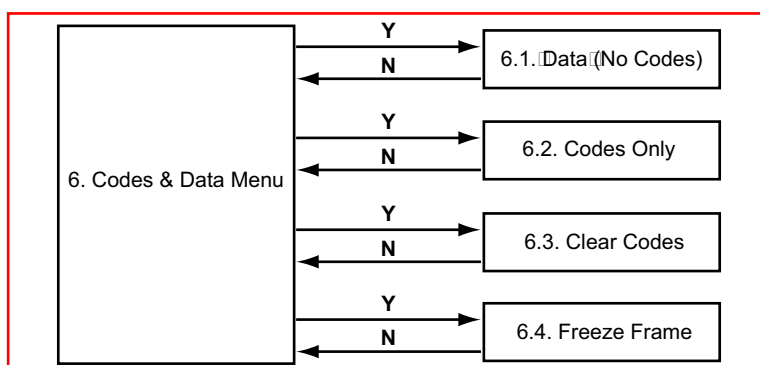 Y
6.1. Data (No Codes)
N
Y
6.2. Codes Only
N
6. Codes & Data Menu
Y
6.3. Clear Codes
N
Y
6.4. Freeze Frame
N